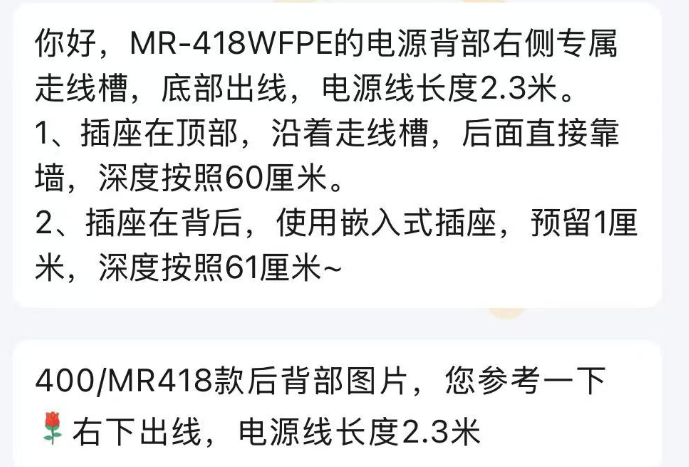 你好，MR-418WFPE的电源背部右侧专属
走线槽，底部出线，电源线长度2.3米。
1、插座在顶部，沿着走线槽，后面直接靠
墙，深度按照60厘米。
2、插座在背后，使用嵌入式插座，预留1厘
米，深度按照61厘米~
400/MR418款后背部图片，您参考一下
🌹右下出线，电源线长度2.3米